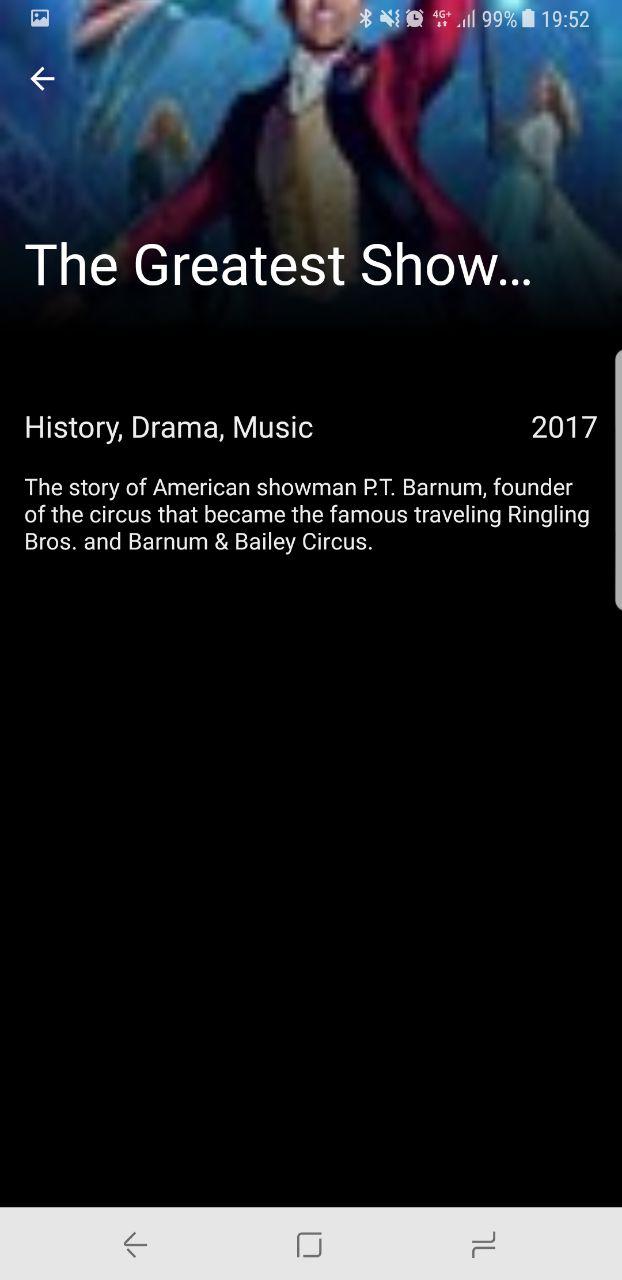 4G+ 99% 19:52
The Greatest Show...
History, Drama, Music 2017
The story of American showman P.T. Barnum, founder
of the circus that became the famous traveling Ringling
Bros. and Barnum & Bailey Circus.